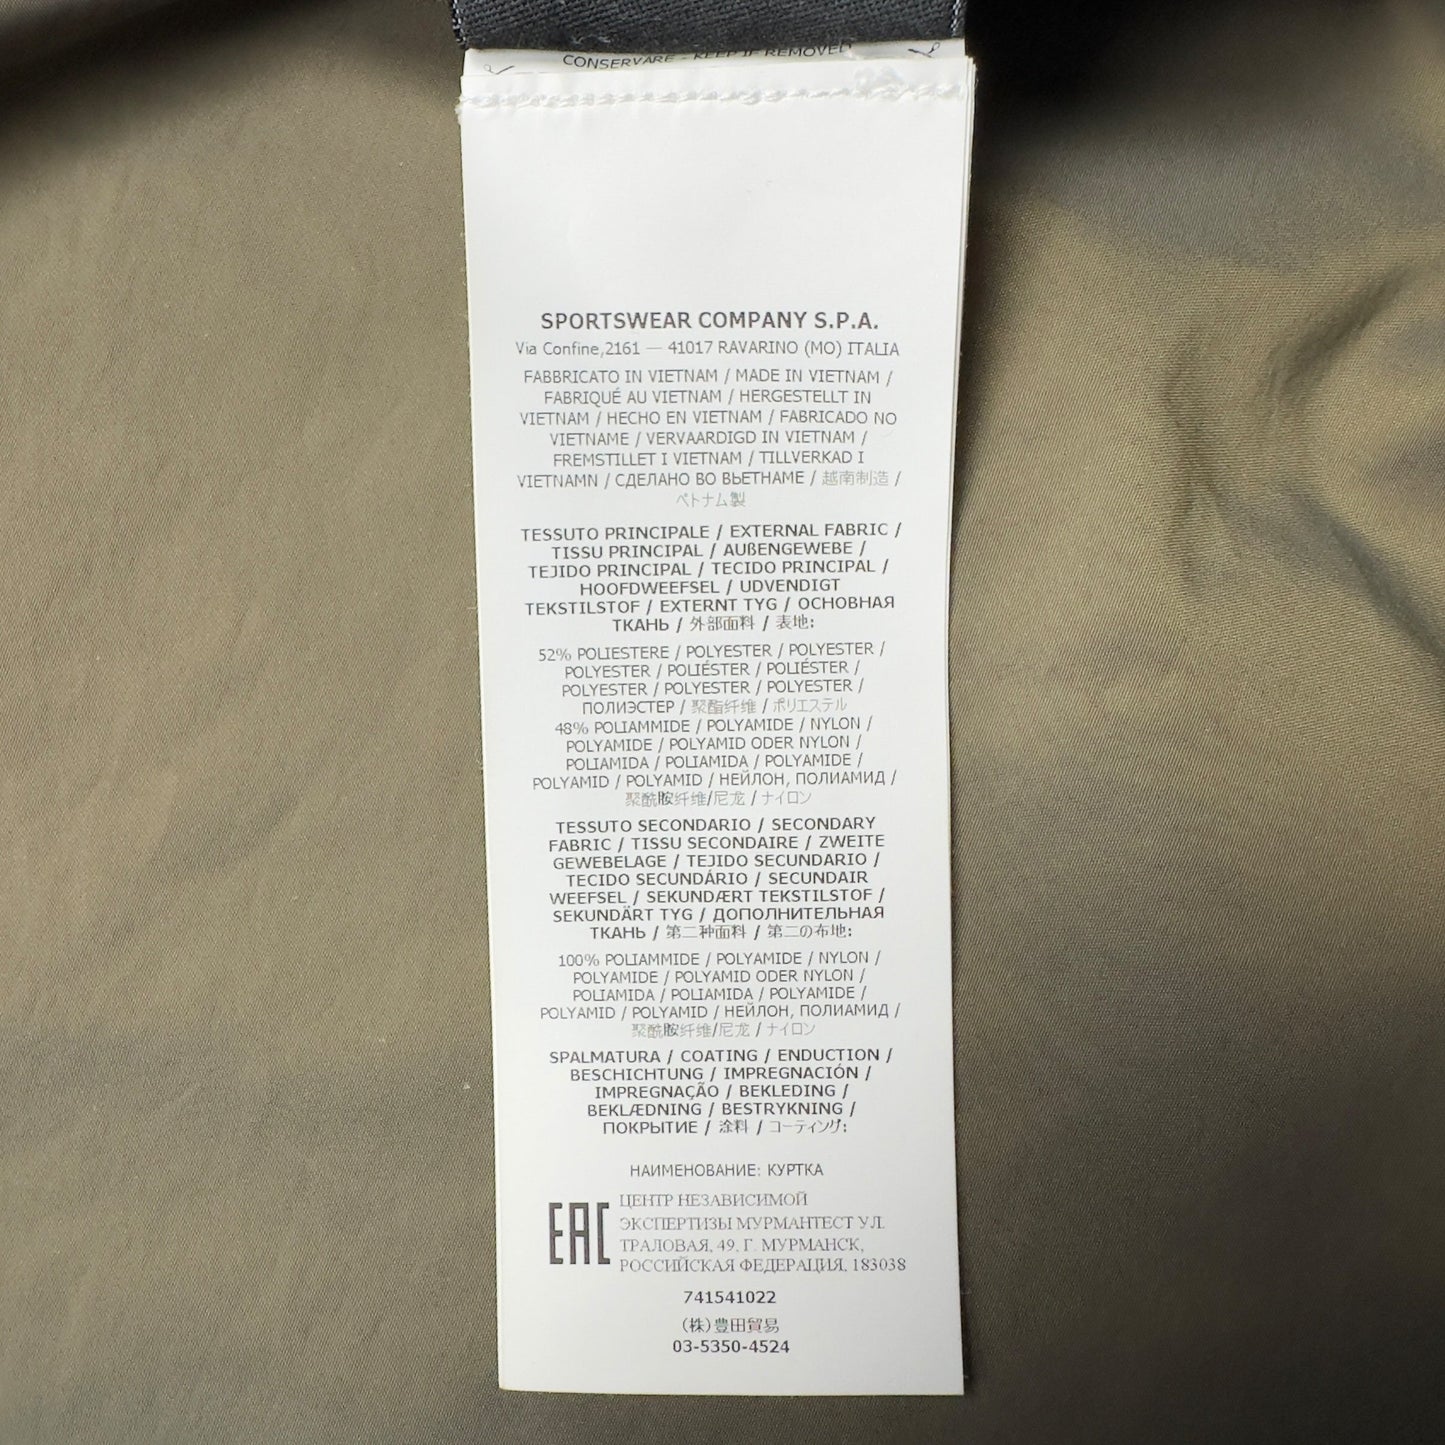 CONSERVARE - KEEP IF REMOVED
SPORTSWEAR COMPANY S.P.A.
Via Confine,2161 — 41017 RAVARINO (MO) ITALIA
FABBRICATO IN VIETNAM / MADE IN VIETNAM /
FABRIQUÉ AU VIETNAM / HERGESTELLT IN
VIETNAM / HECHO EN VIETNAM / FABRICADO NO
VIETNAME / VERVAARDIGD IN VIETNAM /
FREMSTILLET I VIETNAM / TILLVERKAD I
VIETNAMN / СДЕЛАНО ВО ВЬЕТНАМЕ / 越南制造 /
ベトナム製
TESSUTO PRINCIPALE / EXTERNAL FABRIC /
TISSU PRINCIPAL / AUßENGEWEBE /
TEJIDO PRINCIPAL / TECIDO PRINCIPAL /
HOOFDWEEFSEL / UDVENDIGT
TEKSTILSTOF / EXTERNT TYG / ОСНОВНАЯ
ТКАНЬ / 外部面料 / 表地:
52% POLIESTERE / POLYESTER / POLYESTER /
POLYESTER / POLIÉSTER / POLIÉSTER /
POLYESTER / POLYESTER / POLYESTER /
ПОЛИЭСТЕР / 聚酯纤维 / ポリエステル
48% POLIAMMIDE / POLYAMIDE / NYLON /
POLYAMIDE / POLYAMID ODER NYLON /
POLIAMIDA / POLIAMIDA / POLYAMIDE /
POLYAMID / POLYAMID / НЕЙЛОН, ПОЛИАМИД /
聚酰胺纤维/尼龙 / ナイロン
TESSUTO SECONDARIO / SECONDARY
FABRIC / TISSU SECONDAIRE / ZWEITE
GEWEBELAGE / TEJIDO SECUNDARIO /
TECIDO SECUNDÁRIO / SECUNDAIR
WEEFSEL / SEKUNDÆRT TEKSTILSTOF /
SEKUNDÄRT TYG / ДОПОЛНИТЕЛЬНАЯ
ТКАНЬ / 第二种面料 / 第二の布地:
100% POLIAMMIDE / POLYAMIDE / NYLON /
POLYAMIDE / POLYAMID ODER NYLON /
POLIAMIDA / POLIAMIDA / POLYAMIDE /
POLYAMID / POLYAMID / НЕЙЛОН, ПОЛИАМИД /
聚酰胺纤维/尼龙 / ナイロン
SPALMATURA / COATING / ENDUCTION /
BESCHICHTUNG / IMPREGNACIÓN /
IMPREGNAÇÃO / BEKLEDING /
BEKLÆDNING / BESTRYKNING /
ПОКРЫТИЕ / 涂料 / コーティング:
НАИМЕНОВАНИЕ: КУРТКА
EAC
ЦЕНТР НЕЗАВИСИМОЙ
ЭКСПЕРТИЗЫ МУРМАНТЕСТ УЛ.
ТРАЛОВАЯ, 49, Г. МУРМАНСК,
РОССИЙСКАЯ ФЕДЕРАЦИЯ, 183038
741541022
(株)豊田貿易
03-5350-4524